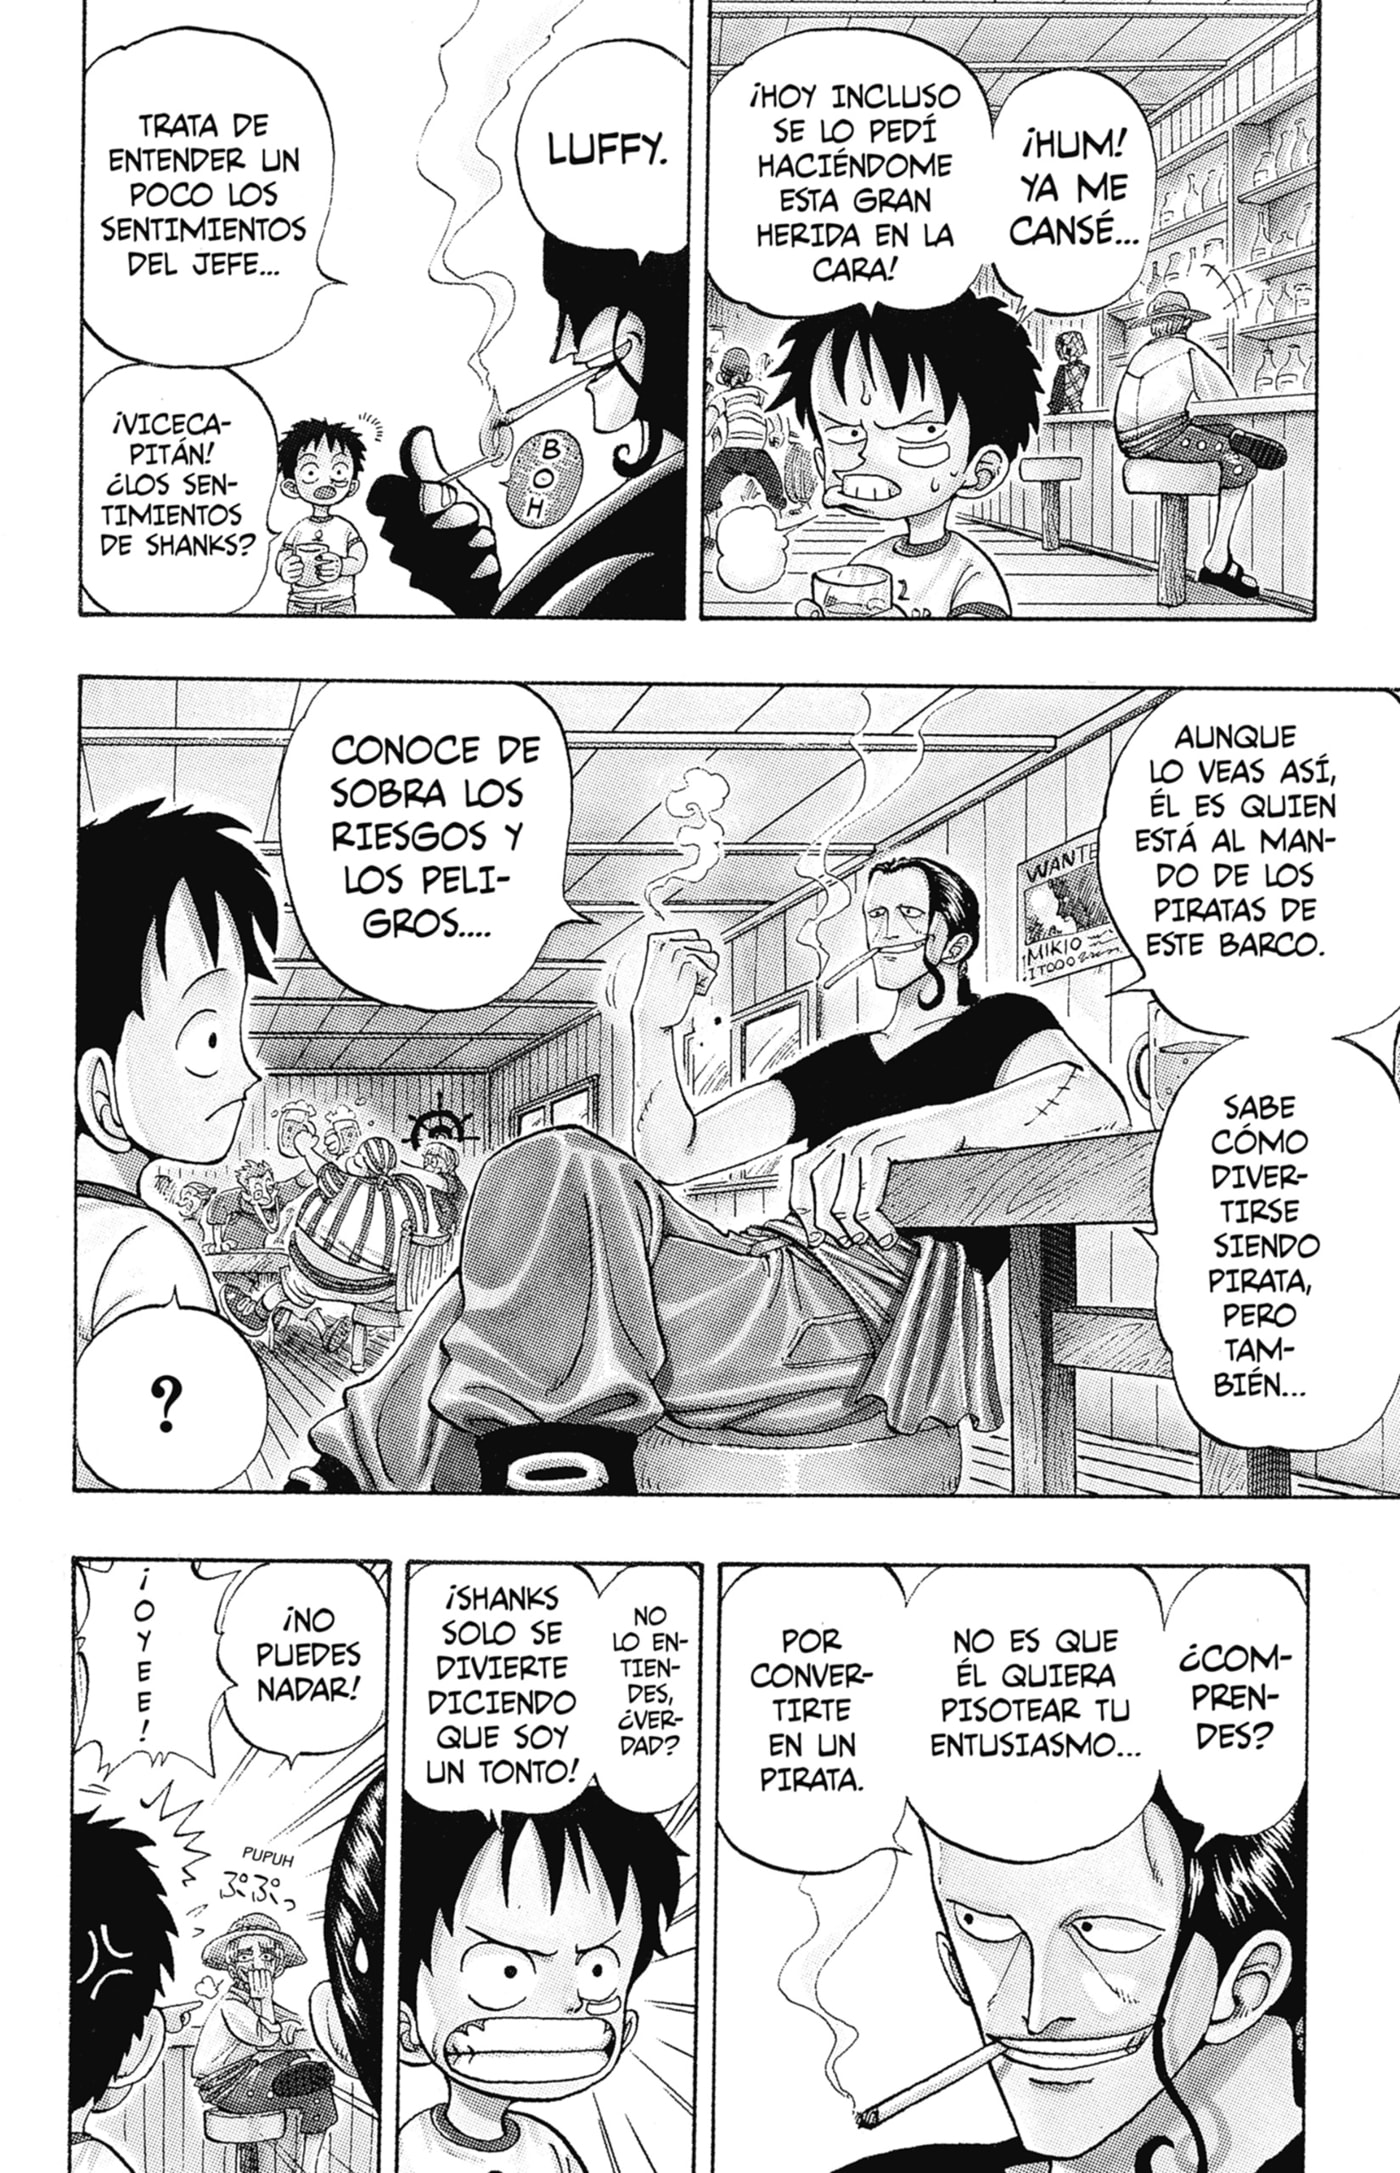 ¡HUM!
YA ME
CANSÉ...
¡HOY INCLUSO
SE LO PEDÍ
HACIÉNDOME
ESTA GRAN
HERIDA EN LA
CARA!
2
LUFFY.
TRATA DE
ENTENDER UN
POCO LOS
SENTIMIENTOS
DEL JEFE...
BOH
¡VICECA-
PITÁN!
¿LOS SEN-
TIMIENTOS
DE SHANKS?
AUNQUE
LO VEAS ASÍ,
ÉL ES QUIEN
ESTÁ AL MAN-
DO DE LOS
PIRATAS DE
ESTE BARCO.
WANTE
MIKIO
ITOOO
SABE
CÓMO
DIVER-
TIRSE
SIENDO
PIRATA,
PERO
TAM-
BIÉN...
CONOCE DE
SOBRA LOS
RIESGOS Y
LOS PELI-
GROS....
?
¿COM-
PREN-
DES?
NO ES QUE
ÉL QUIERA
PISOTEAR TU
ENTUSIASMO...
POR
CONVER-
TIRTE
EN UN
PIRATA.
NO
LO EN-
TIEN-
DES,
¿VER-
DAD?
¡SHANKS
SOLO SE
DIVIERTE
DICIENDO
QUE SOY
UN TONTO!
¡NO
PUEDES
NADAR!
PUPUH
ぷぷっ
¡OYEE!